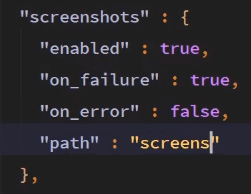 "screenshots" : {
"enabled" : true,
"on_failure" : true,
"on_error" : false,
"path" : "screens"
},